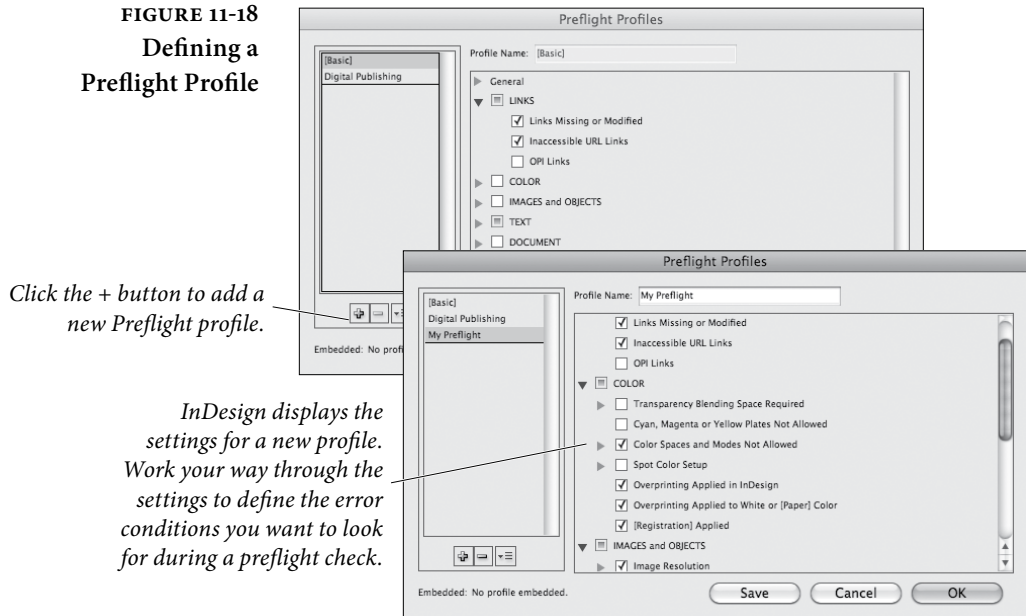 FIGURE 11-18
Defining a
Preflight Profile
Preflight Profiles
[Basic]
Digital Publishing
Profile Name: [Basic]
General
LINKS
Links Missing or Modified
Inaccessible URL Links
OPI Links
COLOR
IMAGES and OBJECTS
TEXT
DOCUMENT
Click the + button to add a
new Preflight profile.
Embedded: No profi
Preflight Profiles
[Basic]
Digital Publishing
My Preflight
Profile Name: My Preflight
Links Missing or Modified
Inaccessible URL Links
OPI Links
COLOR
Transparency Blending Space Required
Cyan, Magenta or Yellow Plates Not Allowed
Color Spaces and Modes Not Allowed
Spot Color Setup
Overprinting Applied in InDesign
Overprinting Applied to White or [Paper] Color
[Registration] Applied
IMAGES and OBJECTS
Image Resolution
InDesign displays the
settings for a new profile.
Work your way through the
settings to define the error
conditions you want to look
for during a preflight check.
Embedded: No profile embedded.
Save Cancel OK